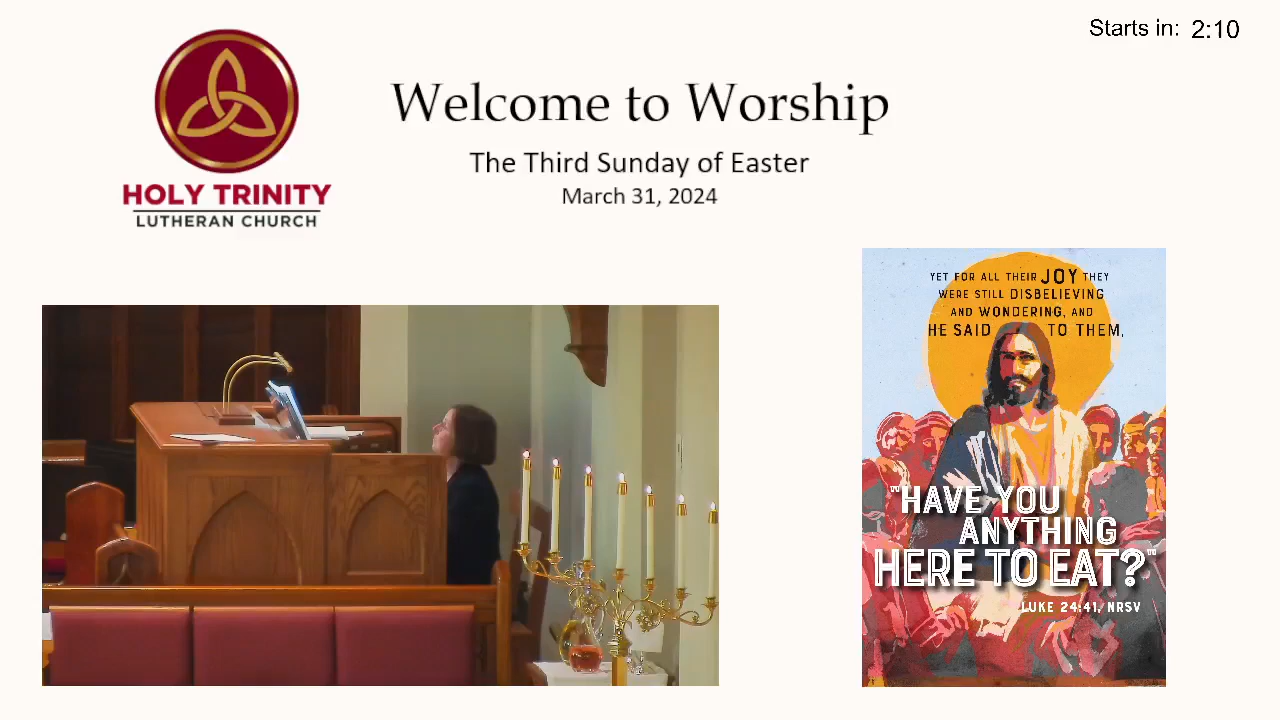 Starts in: 2:10
Welcome to Worship
The Third Sunday of Easter
March 31, 2024
HOLY TRINITY
LUTHERAN CHURCH
YET FOR ALL THEIR JOY THEY
WERE STILL DISBELIEVING
AND WONDERING, AND
HE SAID TO THEM,
"HAVE YOU
ANYTHING
HERE TO EAT?"
LUKE 24:41, NRSV